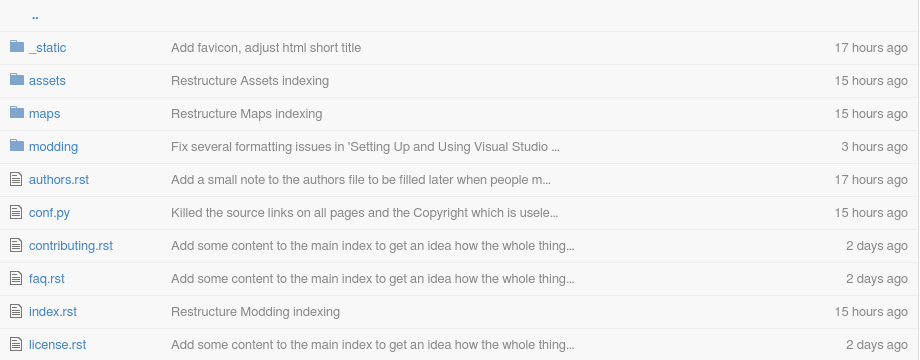 ..
_static Add favicon, adjust html short title 17 hours ago
assets Restructure Assets indexing 15 hours ago
maps Restructure Maps indexing 15 hours ago
modding Fix several formatting issues in 'Setting Up and Using Visual Studio ... 3 hours ago
authors.rst Add a small note to the authors file to be filled later when people m... 17 hours ago
conf.py Killed the source links on all pages and the Copyright which is usele... 15 hours ago
contributing.rst Add some content to the main index to get an idea how the whole thing... 2 days ago
faq.rst Add some content to the main index to get an idea how the whole thing... 2 days ago
index.rst Restructure Modding indexing 15 hours ago
license.rst Add some content to the main index to get an idea how the whole thing... 2 days ago